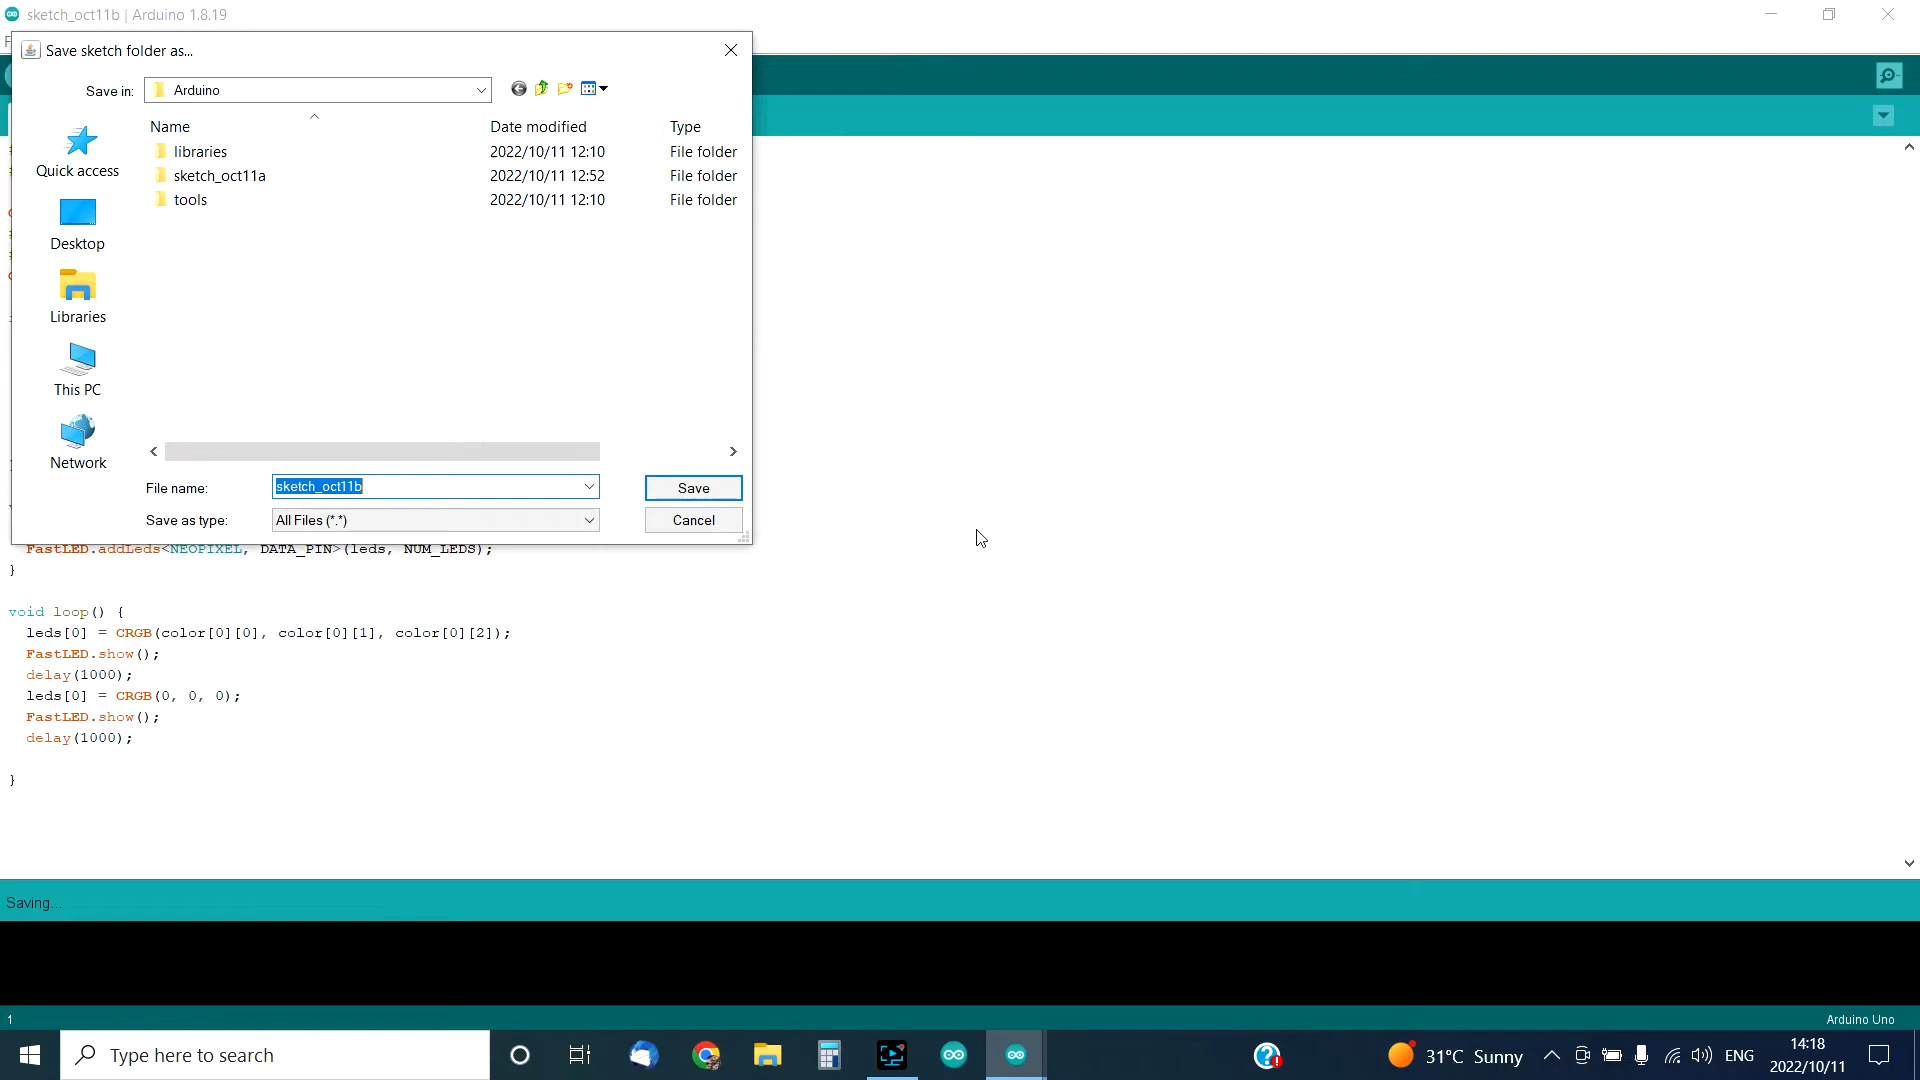 sketch_oct11b | Arduino 1.8.19
Save sketch folder as...
Save in: Arduino
Name Date modified Type
libraries 2022/10/11 12:10 File folder
sketch_oct11a 2022/10/11 12:52 File folder
tools 2022/10/11 12:10 File folder
Quick access
Desktop
Libraries
This PC
Network
File name: sketch_oct11b Save
Save as type: All Files (*.*) Cancel
FastLED.addLeds<NEOPIXEL, DATA_PIN>(leds, NUM_LEDS);
}
void loop() {
leds[0] = CRGB(color[0][0], color[0][1], color[0][2]);
FastLED.show();
delay(1000);
leds[0] = CRGB(0, 0, 0);
FastLED.show();
delay(1000);
}
Saving...
1 Arduino Uno
Type here to search
31°C Sunny
ENG
14:18
2022/10/11